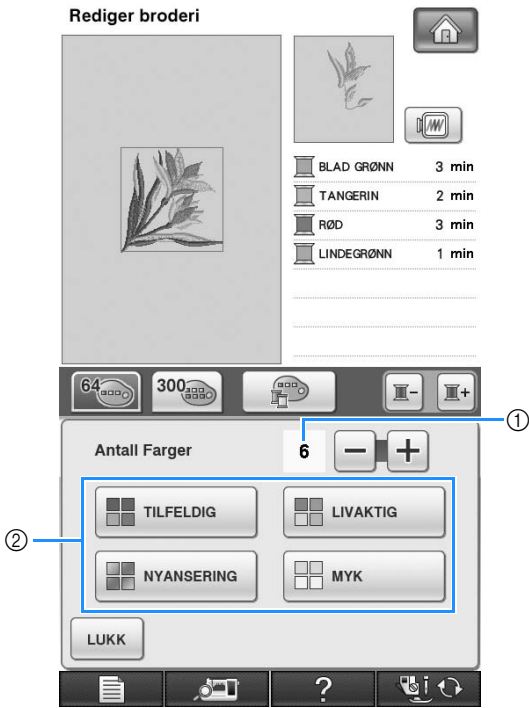 Rediger broderi
BLAD GRØNN 3 min
TANGERIN 2 min
RØD 3 min
LINDEGRØNN 1 min
64 300
①
Antall Farger 6 − +
TILFELDIG LIVAKTIG
②
NYANSERING MYK
LUKK
?